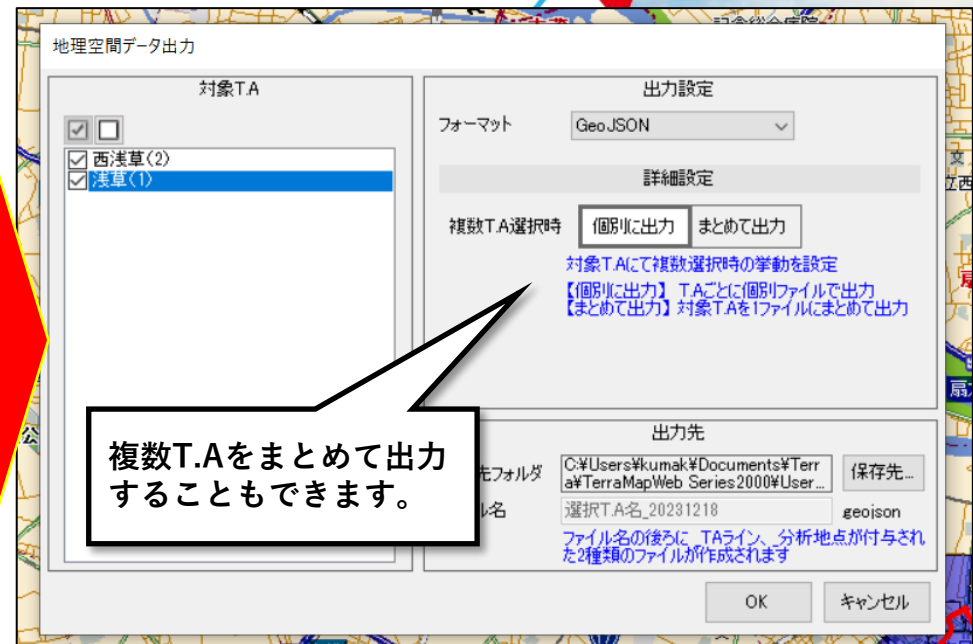 地理空間データ出力
対象T.A
西浅草(2)
浅草(1)
出力設定
フォーマット
GeoJSON
詳細設定
複数T.A選択時
個別に出力
まとめて出力
対象T.Aにて複数選択時の挙動を設定
【個別に出力】 T.Aごとに個別ファイルで出力
【まとめて出力】対象T.Aを1ファイルにまとめて出力
複数T.Aをまとめて出力
することもできます。
出力先
先フォルダ
C:¥Users¥kumak¥Documents¥Terr
a¥TerraMapWeb Series2000¥User...
保存先...
ル名
選択T.A名_20231218
geojson
ファイル名の後ろに _TAライン、_分析地点が付与され
た2種類のファイルが作成されます
OK
キャンセル